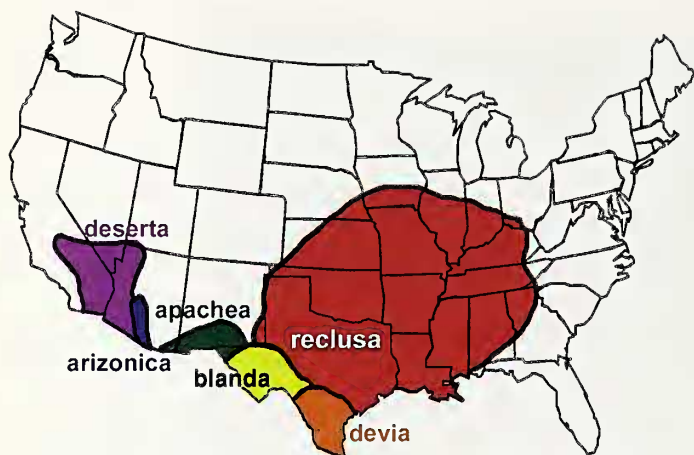 deserta
apachea
reclusa
arizonica
blanda
devia